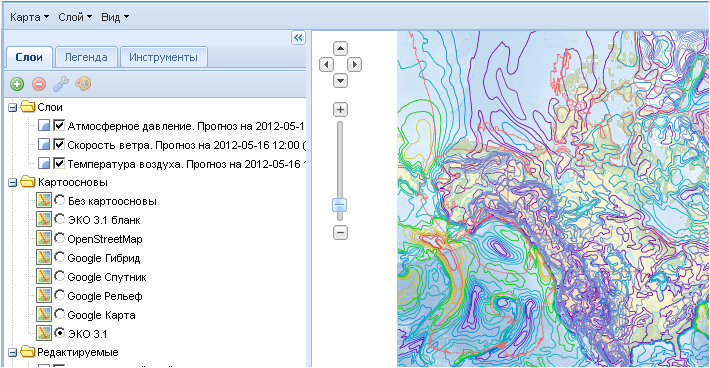 Карта Слой Вид
Слои Легенда Инструменты
Слои
Атмосферное давление. Прогноз на 2012-05-1
Скорость ветра. Прогноз на 2012-05-16 12:00 (
Температура воздуха. Прогноз на 2012-05-16 1
Картоосновы
Без картоосновы
ЭКО 3.1 бланк
OpenStreetMap
Google Гибрид
Google Спутник
Google Рельеф
Google Карта
ЭКО 3.1
Редактируемые